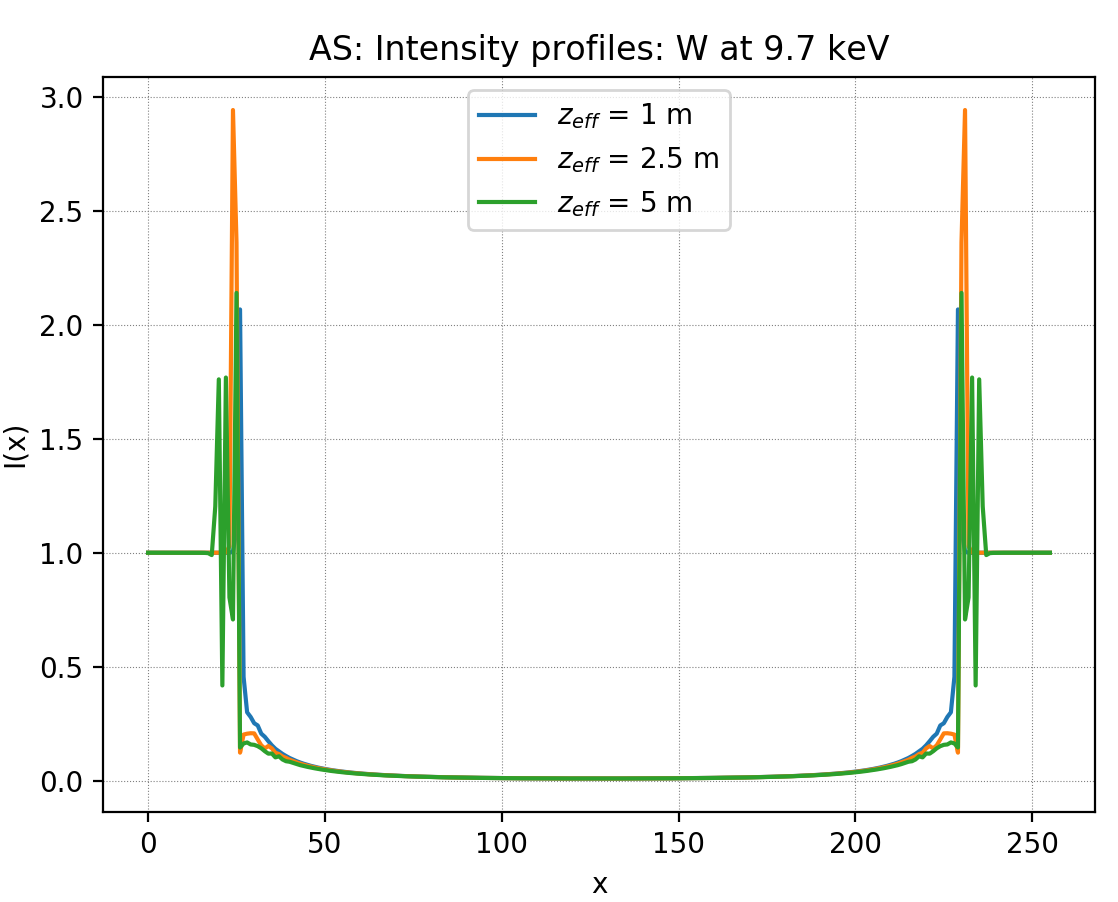 AS: Intensity profiles: W at 9.7 keV
z_eff = 1 m
z_eff = 2.5 m
z_eff = 5 m
3.0
2.5
2.0
1.5
1.0
0.5
0.0
I(x)
0 50 100 150 200 250
x